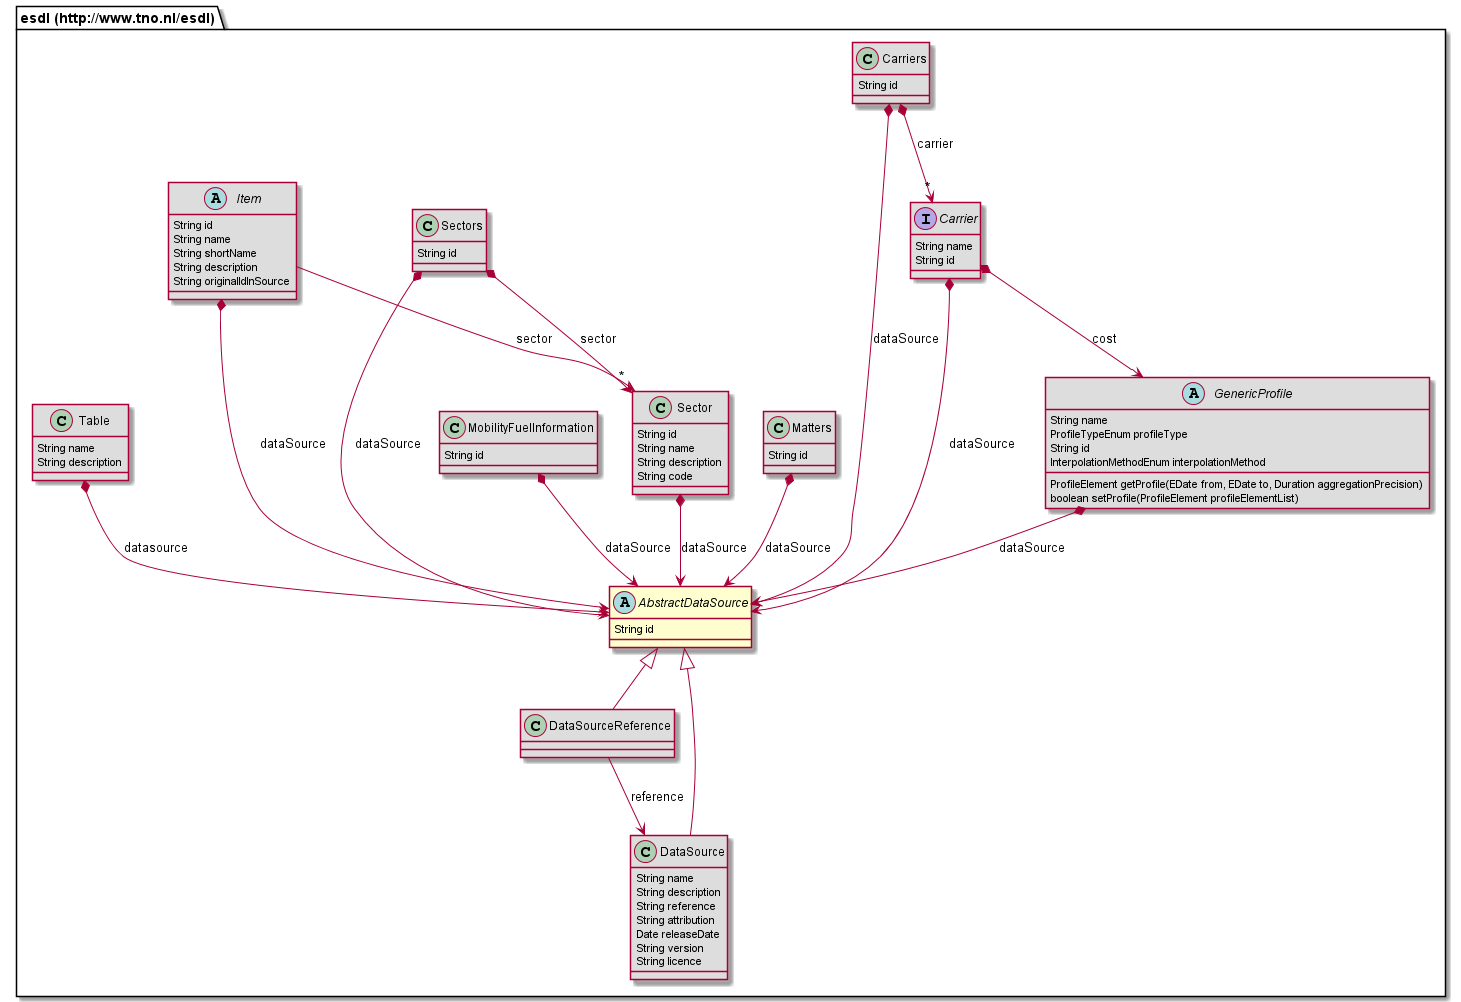 esdl (http://www.tno.nl/esdl)
C Carriers
String id
carrier
*
A Item
String id
String name
String shortName
String description
String originalIdInSource
C Sectors
String id
I Carrier
String name
String id
sector
sector
*
dataSource
cost
C Table
String name
String description
dataSource
dataSource
C MobilityFuelInformation
String id
C Sector
String id
String name
String description
String code
C Matters
String id
dataSource
A GenericProfile
String name
ProfileTypeEnum profileType
String id
InterpolationMethodEnum interpolationMethod
ProfileElement getProfile(EDate from, EDate to, Duration aggregationPrecision)
boolean setProfile(ProfileElement profileElementList)
datasource
dataSource
dataSource
dataSource
dataSource
A AbstractDataSource
String id
C DataSourceReference
reference
C DataSource
String name
String description
String reference
String attribution
Date releaseDate
String version
String licence